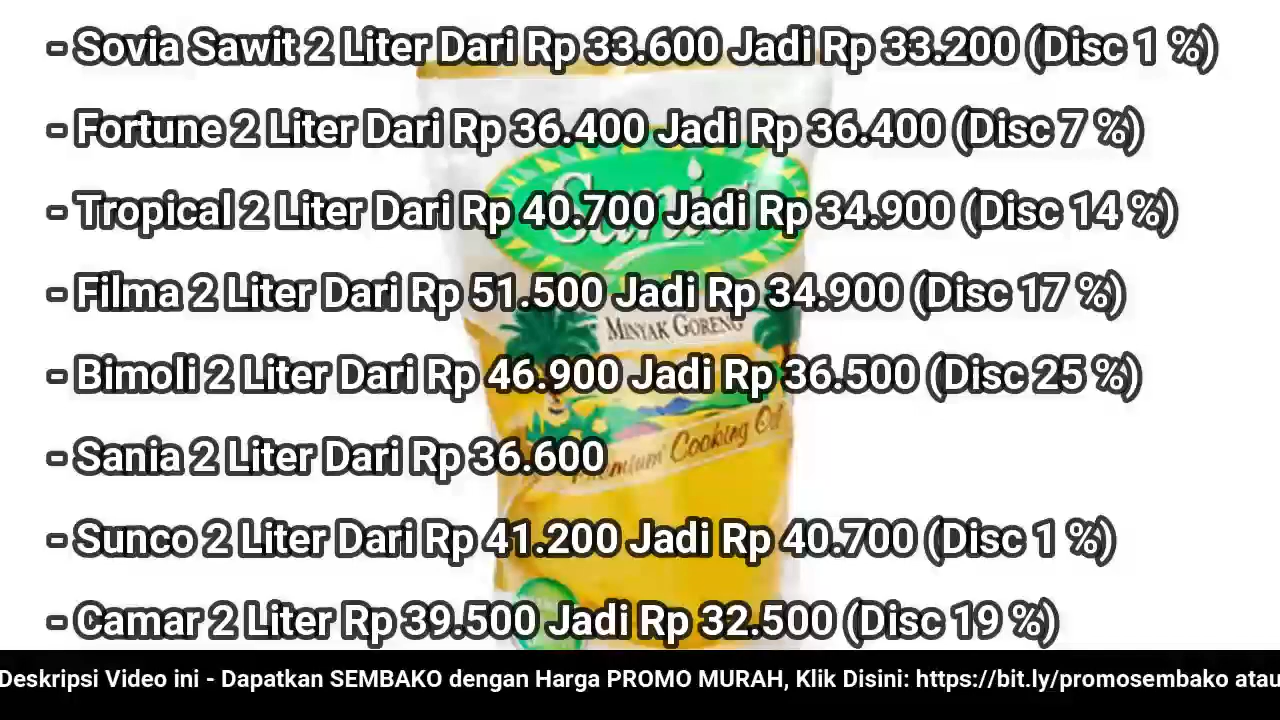 - Sovia Sawit 2 Liter Dari Rp 33.600 Jadi Rp 33.200 (Disc 1 %)
- Fortune 2 Liter Dari Rp 36.400 Jadi Rp 36.400 (Disc 7 %)
- Tropical 2 Liter Dari Rp 40.700 Jadi Rp 34.900 (Disc 14 %)
Sania
- Filma 2 Liter Dari Rp 51.500 Jadi Rp 34.900 (Disc 17 %)
MINYAK GORENG
- Bimoli 2 Liter Dari Rp 46.900 Jadi Rp 36.500 (Disc 25 %)
Premium Cooking Oil
- Sania 2 Liter Dari Rp 36.600
- Sunco 2 Liter Dari Rp 41.200 Jadi Rp 40.700 (Disc 1 %)
- Camar 2 Liter Rp 39.500 Jadi Rp 32.500 (Disc 19 %)
Deskripsi Video ini - Dapatkan SEMBAKO dengan Harga PROMO MURAH, Klik Disini: https://bit.ly/promosembako atau